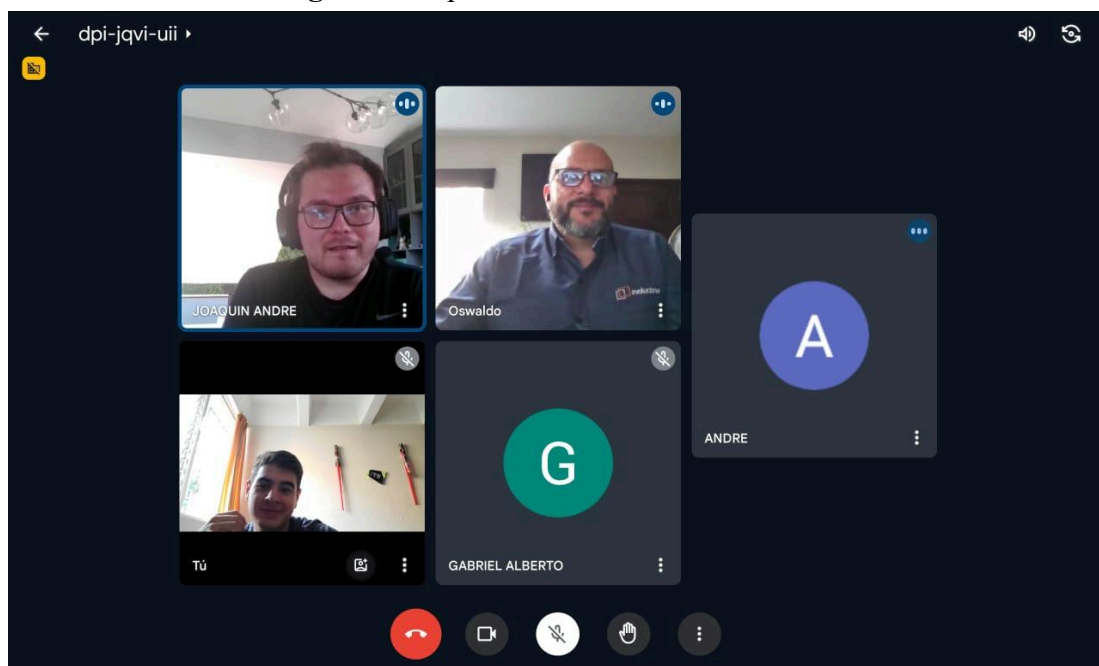 dpi-jqvi-uii
JOAQUIN ANDRE
Oswaldo
A
ANDRE
G
Tú
GABRIEL ALBERTO